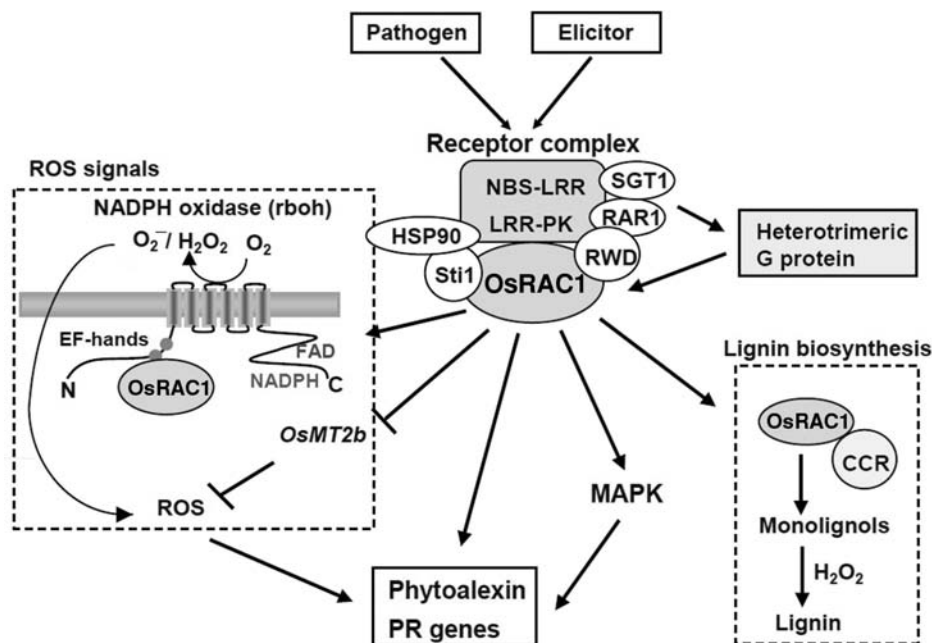 Pathogen
Elicitor
Receptor complex
NBS-LRR
LRR-PK
SGT1
RAR1
RWD
HSP90
Sti1
OsRAC1
Heterotrimeric
G protein
ROS signals
NADPH oxidase (rboh)
O₂⁻/ H₂O₂
O₂
EF-hands
N
OsRAC1
FAD
NADPH
C
OsMT2b
ROS
MAPK
Phytoalexin
PR genes
Lignin biosynthesis
OsRAC1
CCR
Monolignols
H₂O₂
Lignin